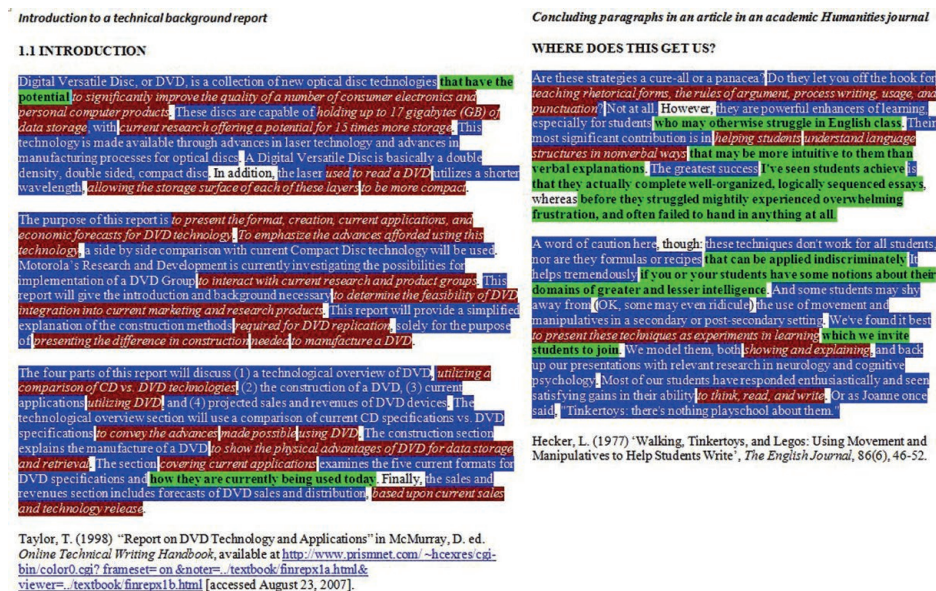 Introduction to a technical background report
1.1 INTRODUCTION
Digital Versatile Disc, or DVD, is a collection of new optical disc technologies that have the
potential to significantly improve the quality of a number of consumer electronics and
personal computer products. These discs are capable of holding up to 17 gigabytes (GB) of
data storage, with current research offering a potential for 15 times more storage. This
technology is made available through advances in laser technology and advances in
manufacturing processes for optical discs. A Digital Versatile Disc is basically a double
density, double sided, compact disc. In addition, the laser used to read a DVD utilizes a shorter
wavelength, allowing the storage surface of each of these layers to be more compact.
The purpose of this report is to present the format, creation, current applications, and
economic forecasts for DVD technology. To emphasize the advances afforded using this
technology, a side by side comparison with current Compact Disc technology will be used.
Motorola's Research and Development is currently investigating the possibilities for
implementation of a DVD Group to interact with current research and product groups. This
report will give the introduction and background necessary to determine the feasibility of DVD
integration into current marketing and research products. This report will provide a simplified
explanation of the construction methods required for DVD replication, solely for the purpose
of presenting the difference in construction needed to manufacture a DVD.
The four parts of this report will discuss (1) a technological overview of DVD, utilizing a
comparison of CD vs. DVD technologies, (2) the construction of a DVD, (3) current
applications utilizing DVD, and (4) projected sales and revenues of DVD devices. The
technological overview section will use a comparison of current CD specifications vs. DVD
specifications to convey the advances made possible using DVD. The construction section
explains the manufacture of a DVD to show the physical advantages of DVD for data storage
and retrieval. The section covering current applications examines the five current formats for
DVD specifications and how they are currently being used today. Finally, the sales and
revenues section includes forecasts of DVD sales and distribution, based upon current sales
and technology release.
Taylor, T. (1998) "Report on DVD Technology and Applications" in McMurray, D. ed.
Online Technical Writing Handbook, available at http://www.prismnet.com/ ~hcexres/cgi-
bin/color0.cgi? frameset= on &noter=../textbook/finrepx1a.html&
viewer=../textbook/finrepx1b.html [accessed August 23, 2007].
Concluding paragraphs in an article in an academic Humanities journal
WHERE DOES THIS GET US?
Are these strategies a cure-all or a panacea? Do they let you off the hook for
teaching rhetorical forms, the rules of argument, process writing, usage, and
punctuation? Not at all. However, they are powerful enhancers of learning,
especially for students who may otherwise struggle in English class. Their
most significant contribution is in helping students understand language
structures in nonverbal ways that may be more intuitive to them than
verbal explanations. The greatest success I've seen students achieve is
that they actually complete well-organized, logically sequenced essays,
whereas before they struggled mightily experienced overwhelming
frustration, and often failed to hand in anything at all.
A word of caution here, though: these techniques don't work for all students,
nor are they formulas or recipes that can be applied indiscriminately. It
helps tremendously if you or your students have some notions about their
domains of greater and lesser intelligence. And some students may shy
away from (OK, some may even ridicule) the use of movement and
manipulatives in a secondary or post-secondary setting. We've found it best
to present these techniques as experiments in learning which we invite
students to join. We model them, both showing and explaining, and back
up our presentations with relevant research in neurology and cognitive
psychology. Most of our students have responded enthusiastically and seen
satisfying gains in their ability to think, read, and write. Or as Joanne once
said, "Tinkertoys: there's nothing playschool about them."
Hecker, L. (1977) 'Walking, Tinkertoys, and Legos: Using Movement and
Manipulatives to Help Students Write', The English Journal, 86(6), 46-52.